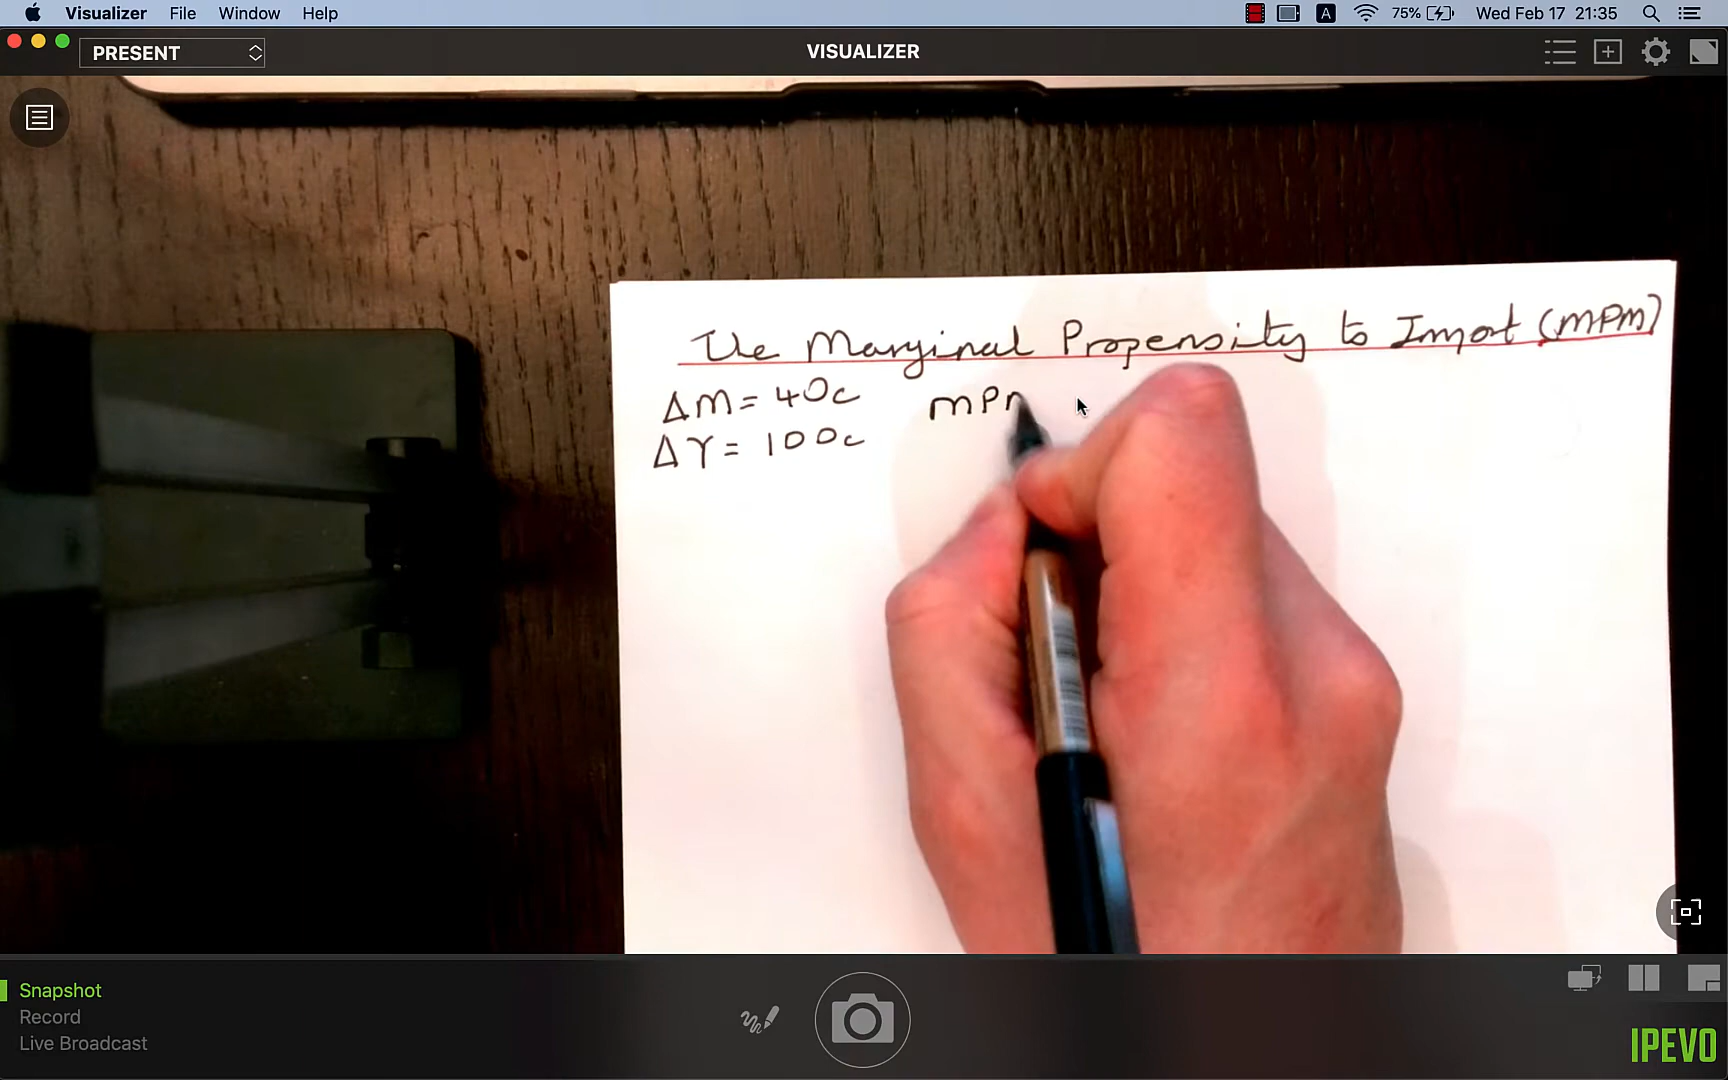 Visualizer File Window Help A 75% Wed Feb 17 21:35
PRESENT VISUALIZER
The Marginal Propensity to Impot (MPM)
ΔM = 40c MPM
ΔY = 100c
Snapshot
Record
Live Broadcast
IPEVO